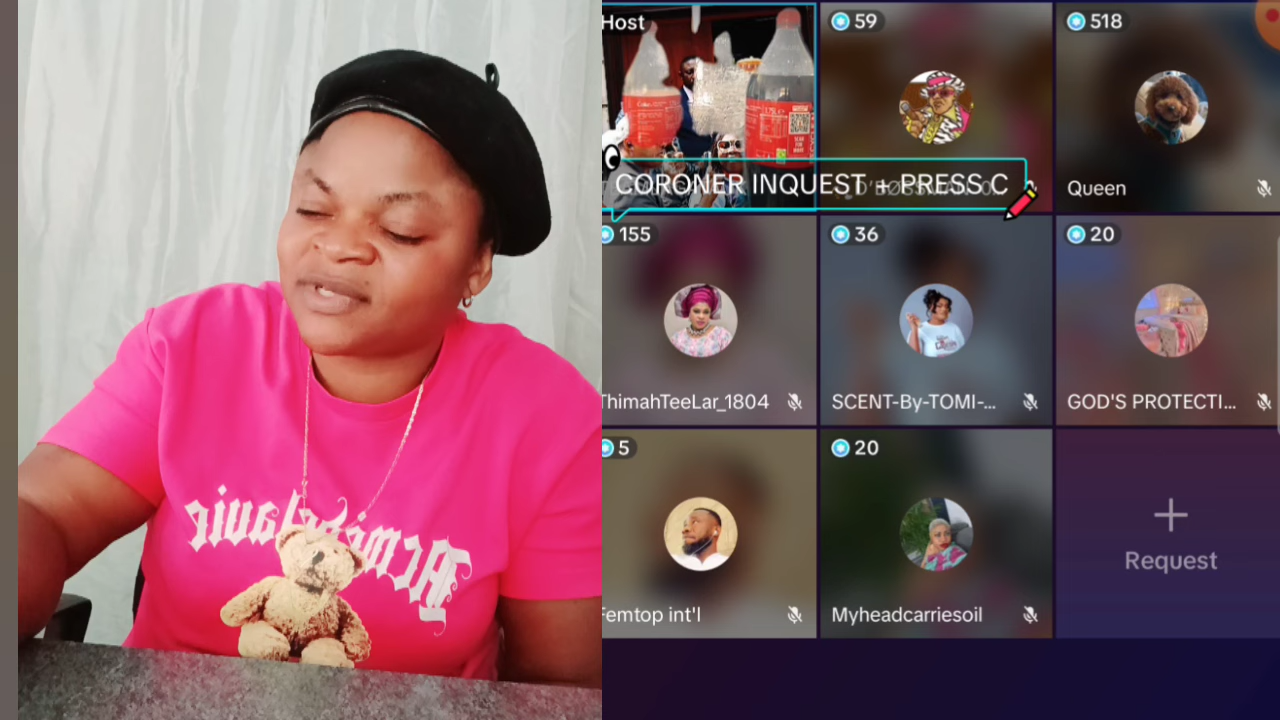 Host
59
518
CORONER INQUEST + PRESS C
Queen
155
36
20
ThimahTeeLar_1804
SCENT-By-TOMI-...
GOD'S PROTECTI...
5
20
Request
Femtop int'l
Myheadcarriesoil